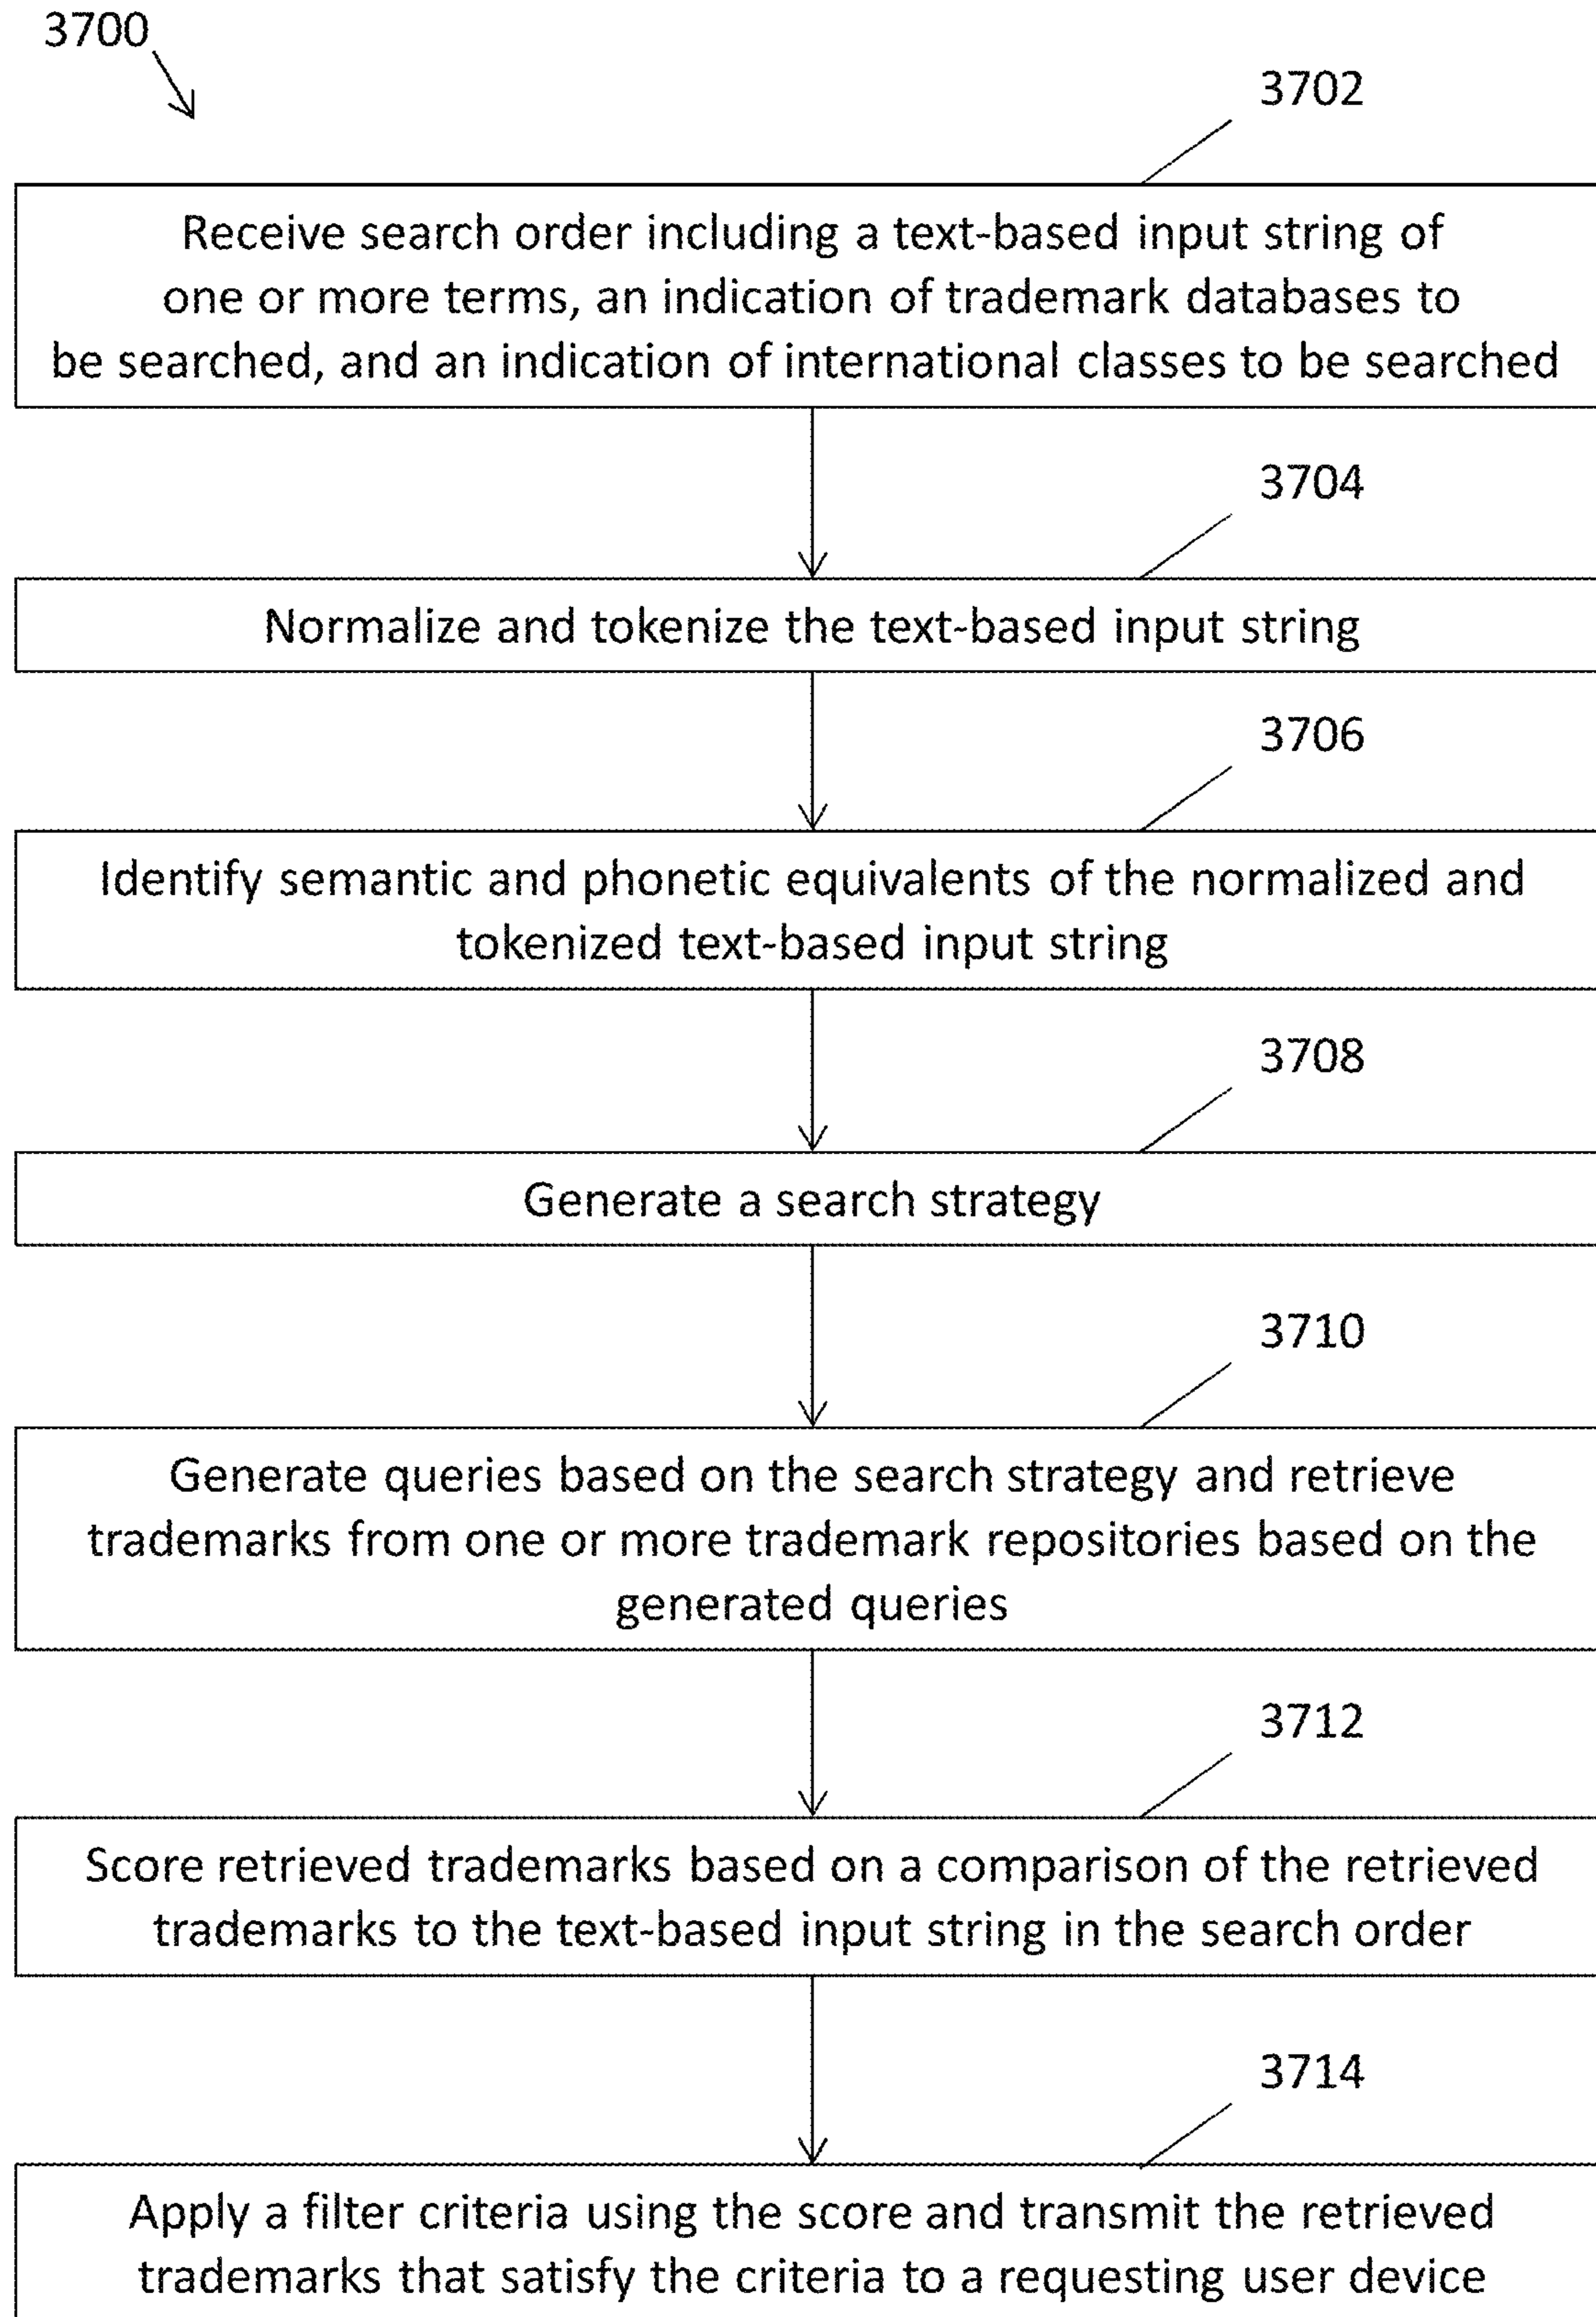 3700
3702
Receive search order including a text-based input string of
one or more terms, an indication of trademark databases to
be searched, and an indication of international classes to be searched
3704
Normalize and tokenize the text-based input string
3706
Identify semantic and phonetic equivalents of the normalized and
tokenized text-based input string
3708
Generate a search strategy
3710
Generate queries based on the search strategy and retrieve
trademarks from one or more trademark repositories based on the
generated queries
3712
Score retrieved trademarks based on a comparison of the retrieved
trademarks to the text-based input string in the search order
3714
Apply a filter criteria using the score and transmit the retrieved
trademarks that satisfy the criteria to a requesting user device